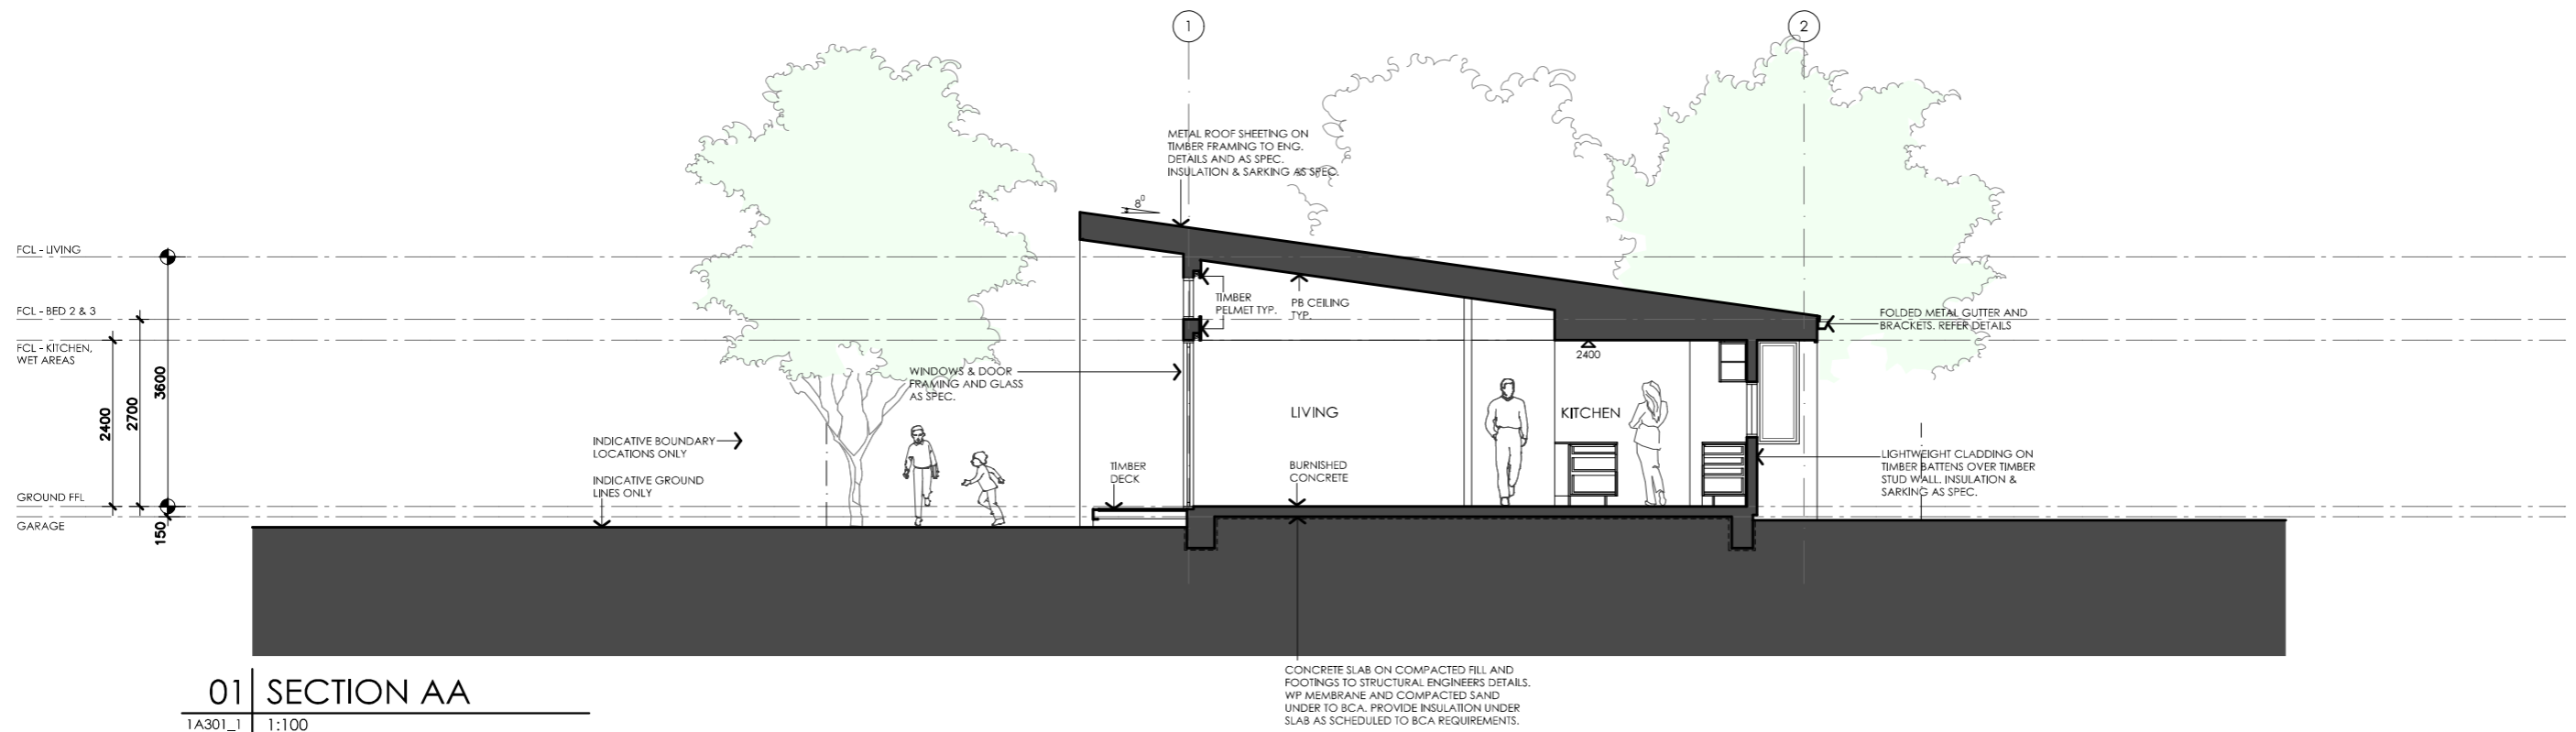 1
2
METAL ROOF SHEETING ON
TIMBER FRAMING TO ENG.
DETAILS AND AS SPEC.
INSULATION & SARKING AS SPEC.
8⁰
FCL - LIVING
FCL - BED 2 & 3
FCL - KITCHEN,
WET AREAS
3600
2700
2400
GROUND FFL
GARAGE
150
TIMBER
PELMET TYP.
PB CEILING
TYP.
FOLDED METAL GUTTER AND
BRACKETS. REFER DETAILS
2400
WINDOWS & DOOR
FRAMING AND GLASS
AS SPEC.
LIVING
KITCHEN
INDICATIVE BOUNDARY
LOCATIONS ONLY
INDICATIVE GROUND
LINES ONLY
TIMBER
DECK
BURNISHED
CONCRETE
LIGHTWEIGHT CLADDING ON
TIMBER BATTENS OVER TIMBER
STUD WALL. INSULATION &
SARKING AS SPEC.
CONCRETE SLAB ON COMPACTED FILL AND
FOOTINGS TO STRUCTURAL ENGINEERS DETAILS.
WP MEMBRANE AND COMPACTED SAND
UNDER TO BCA. PROVIDE INSULATION UNDER
SLAB AS SCHEDULED TO BCA REQUIREMENTS.
01 SECTION AA
1A301_1 1:100